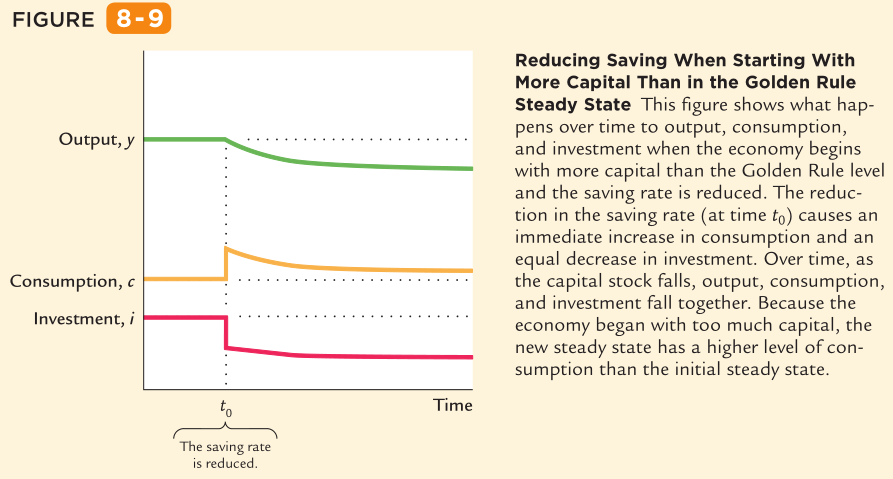 FIGURE 8-9
Output, y
Consumption, c
Investment, i
t0
Time
The saving rate
is reduced.
Reducing Saving When Starting With
More Capital Than in the Golden Rule
Steady State This figure shows what hap-
pens over time to output, consumption,
and investment when the economy begins
with more capital than the Golden Rule level
and the saving rate is reduced. The reduc-
tion in the saving rate (at time t0) causes an
immediate increase in consumption and an
equal decrease in investment. Over time, as
the capital stock falls, output, consumption,
and investment fall together. Because the
economy began with too much capital, the
new steady state has a higher level of con-
sumption than the initial steady state.